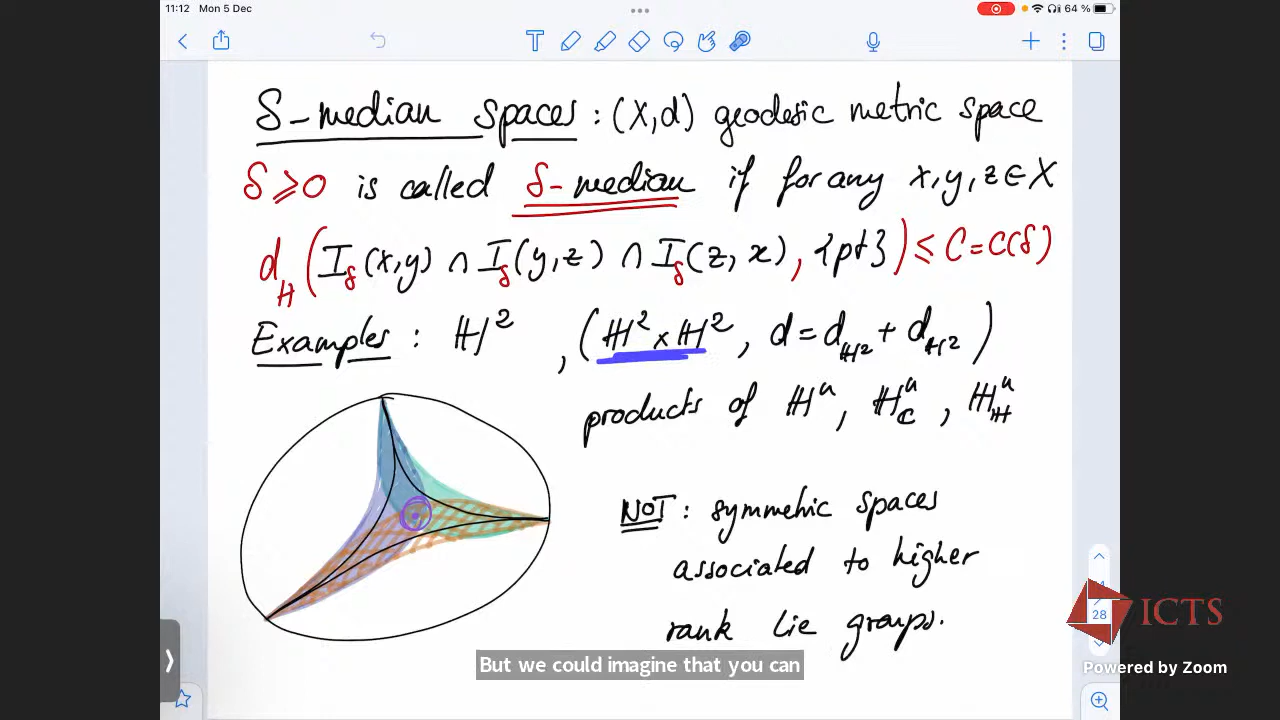 11:12 Mon 5 Dec
64 %
δ-median spaces : (X,d) geodesic metric space
δ ⩾ 0 is called δ-median if for any x,y,z ∈ X
d_H ( I_δ(x,y) ∩ I_δ(y,z) ∩ I_δ(z,x), {pt} ) ≤ C = C(δ)
Examples : ℍ², (ℍ² × ℍ², d = d_ℍ² + d_ℍ²)
products of ℍⁿ, ℍⁿ_ℂ, ℍⁿ_ℍ
NOT : symmetric spaces
associated to higher
rank Lie groups.
28
ICTS
Powered by Zoom
But we could imagine that you can